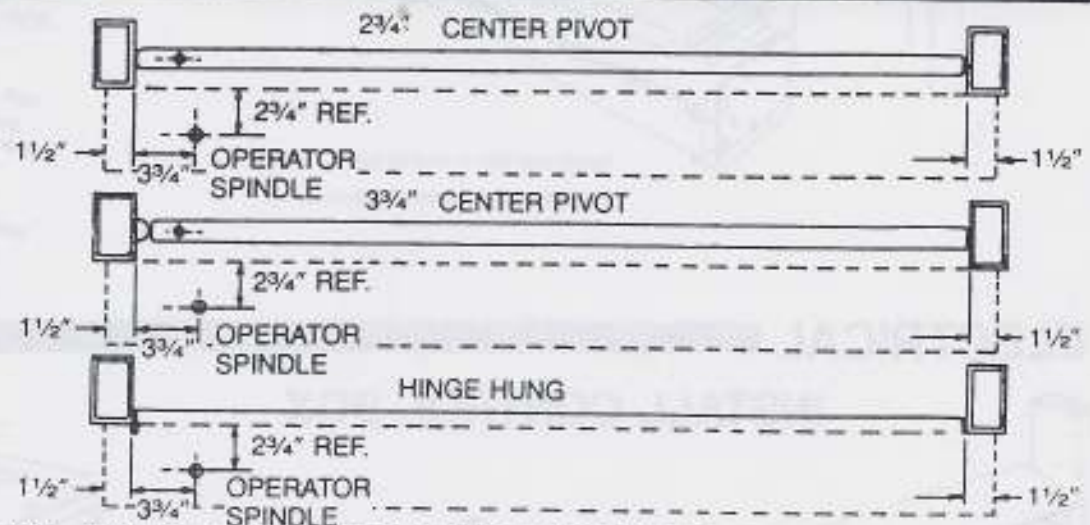 2¾" CENTER PIVOT
2¾" REF.
1½"
3¾"
OPERATOR
SPINDLE
1½"
3¾" CENTER PIVOT
2¾" REF.
1½"
3¾"
OPERATOR
SPINDLE
1½"
HINGE HUNG
2¾" REF.
1½"
3¾"
OPERATOR
SPINDLE
1½"